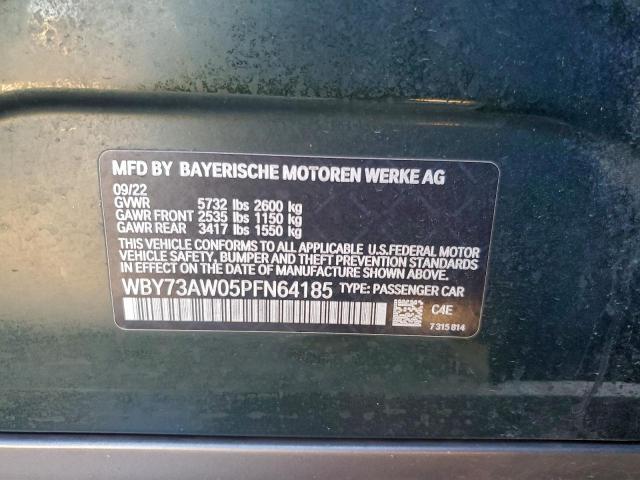 MFD BY BAYERISCHE MOTOREN WERKE AG
09/22
GVWR 5732 lbs 2600 kg
GAWR FRONT 2535 lbs 1150 kg
GAWR REAR 3417 lbs 1550 kg
THIS VEHICLE CONFORMS TO ALL APPLICABLE U.S.FEDERAL MOTOR
VEHICLE SAFETY, BUMPER AND THEFT PREVENTION STANDARDS
IN EFFECT ON THE DATE OF MANUFACTURE SHOWN ABOVE.
WBY73AW05PFN64185 TYPE: PASSENGER CAR
C4E
7 315 814